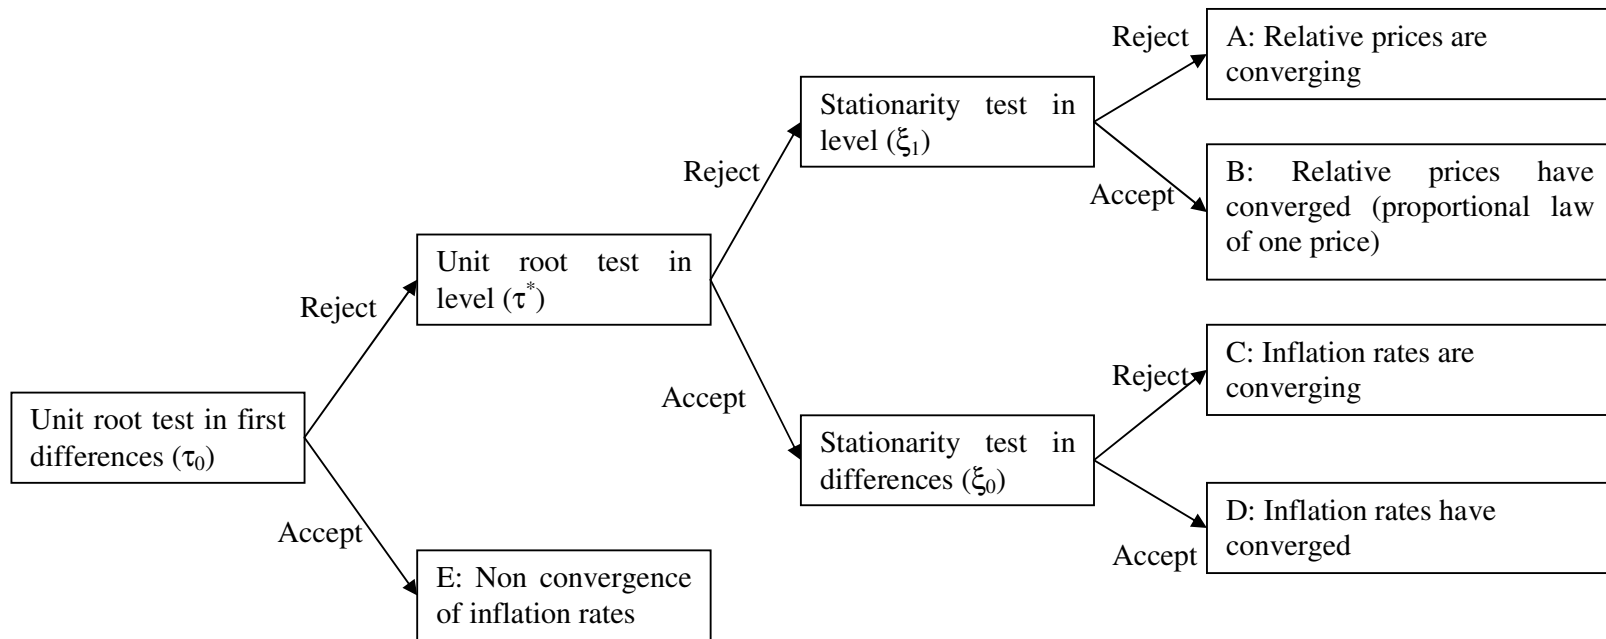 Reject
A: Relative prices are
converging
Stationarity test in
level (ξ₁)
Reject
Accept
B: Relative prices have
converged (proportional law
of one price)
Unit root test in
level (τ*)
Reject
Accept
Unit root test in first
differences (τ₀)
Accept
E: Non convergence
of inflation rates
Stationarity test in
differences (ξ₀)
Reject
C: Inflation rates are
converging
Accept
D: Inflation rates have
converged